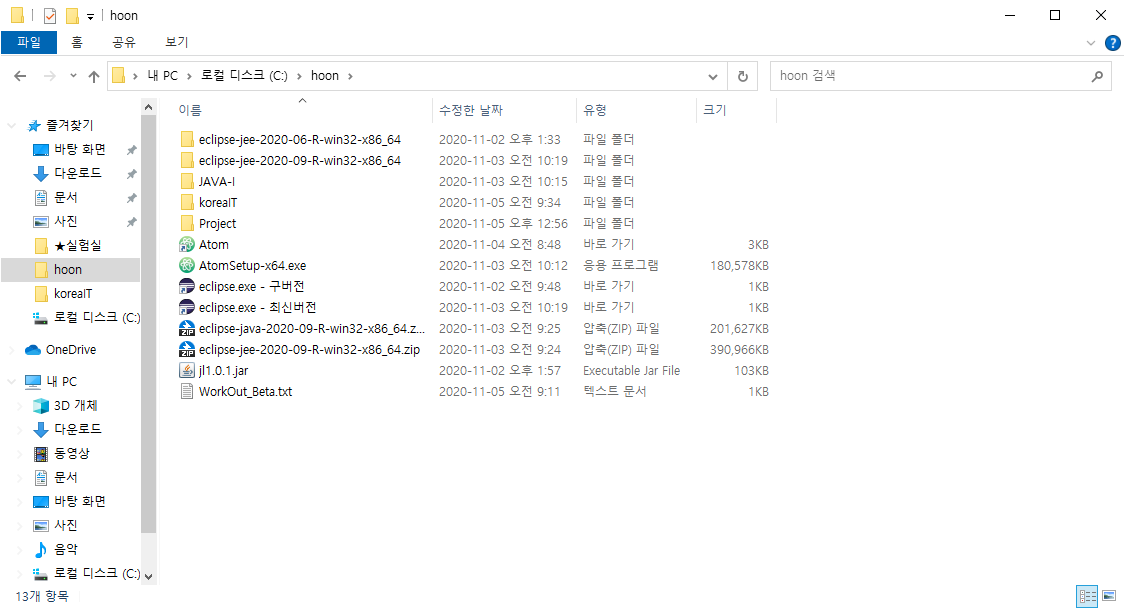 hoon
파일 홈 공유 보기
내 PC 로컬 디스크 (C:) hoon
hoon 검색
이름 수정한 날짜 유형 크기
즐겨찾기
바탕 화면
다운로드
문서
사진
★실험실
hoon
koreaIT
로컬 디스크 (C:)
OneDrive
내 PC
3D 개체
다운로드
동영상
문서
바탕 화면
사진
음악
로컬 디스크 (C:)
eclipse-jee-2020-06-R-win32-x86_64 2020-11-02 오후 1:33 파일 폴더
eclipse-jee-2020-09-R-win32-x86_64 2020-11-03 오전 10:19 파일 폴더
JAVA-I 2020-11-03 오전 10:15 파일 폴더
koreaIT 2020-11-05 오전 9:34 파일 폴더
Project 2020-11-05 오후 12:56 파일 폴더
Atom 2020-11-04 오전 8:48 바로 가기 3KB
AtomSetup-x64.exe 2020-11-03 오전 10:12 응용 프로그램 180,578KB
eclipse.exe - 구버전 2020-11-02 오전 9:48 바로 가기 1KB
eclipse.exe - 최신버전 2020-11-03 오전 10:19 바로 가기 1KB
eclipse-java-2020-09-R-win32-x86_64.z... 2020-11-03 오전 9:25 압축(ZIP) 파일 201,627KB
eclipse-jee-2020-09-R-win32-x86_64.zip 2020-11-03 오전 9:24 압축(ZIP) 파일 390,966KB
jl1.0.1.jar 2020-11-02 오후 1:57 Executable Jar File 103KB
WorkOut_Beta.txt 2020-11-05 오전 9:11 텍스트 문서 1KB
13개 항목